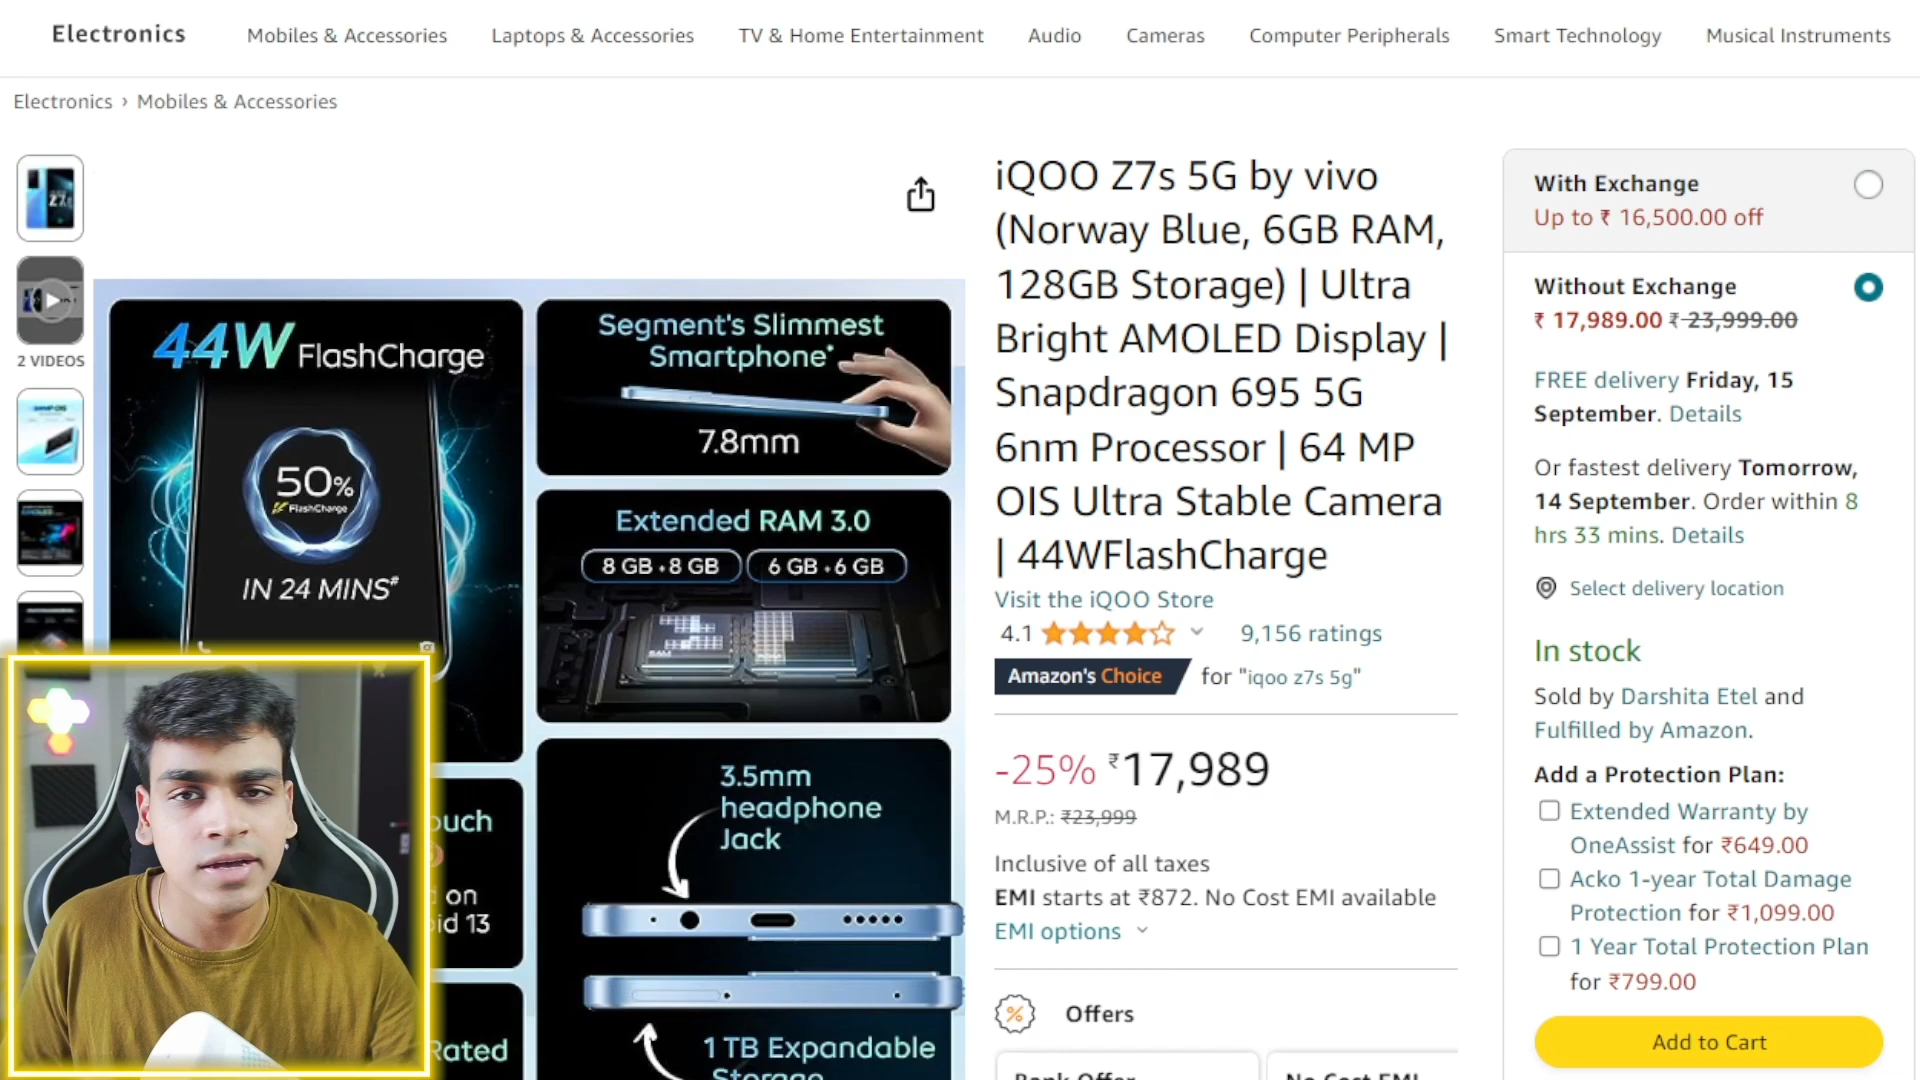 Electronics
Mobiles & Accessories
Laptops & Accessories
TV & Home Entertainment
Audio
Cameras
Computer Peripherals
Smart Technology
Musical Instruments
Electronics › Mobiles & Accessories
2 VIDEOS
44W FlashCharge
50%
FlashCharge
IN 24 MINS#
Segment's Slimmest
Smartphone*
7.8mm
Extended RAM 3.0
8 GB + 8 GB
6 GB + 6 GB
3.5mm
headphone
Jack
1 TB Expandable
Storage
ouch
on
id 13
Rated
iQOO Z7s 5G by vivo
(Norway Blue, 6GB RAM,
128GB Storage) | Ultra
Bright AMOLED Display |
Snapdragon 695 5G
6nm Processor | 64 MP
OIS Ultra Stable Camera
| 44WFlashCharge
Visit the iQOO Store
4.1
9,156 ratings
Amazon's Choice for "iqoo z7s 5g"
-25% ₹17,989
M.R.P.: ₹23,999
Inclusive of all taxes
EMI starts at ₹872. No Cost EMI available
EMI options
Offers
Bank Offer
No Cost EMI
With Exchange
Up to ₹ 16,500.00 off
Without Exchange
₹ 17,989.00 ₹ 23,999.00
FREE delivery Friday, 15
September. Details
Or fastest delivery Tomorrow,
14 September. Order within 8
hrs 33 mins. Details
Select delivery location
In stock
Sold by Darshita Etel and
Fulfilled by Amazon.
Add a Protection Plan:
Extended Warranty by
OneAssist for ₹649.00
Acko 1-year Total Damage
Protection for ₹1,099.00
1 Year Total Protection Plan
for ₹799.00
Add to Cart